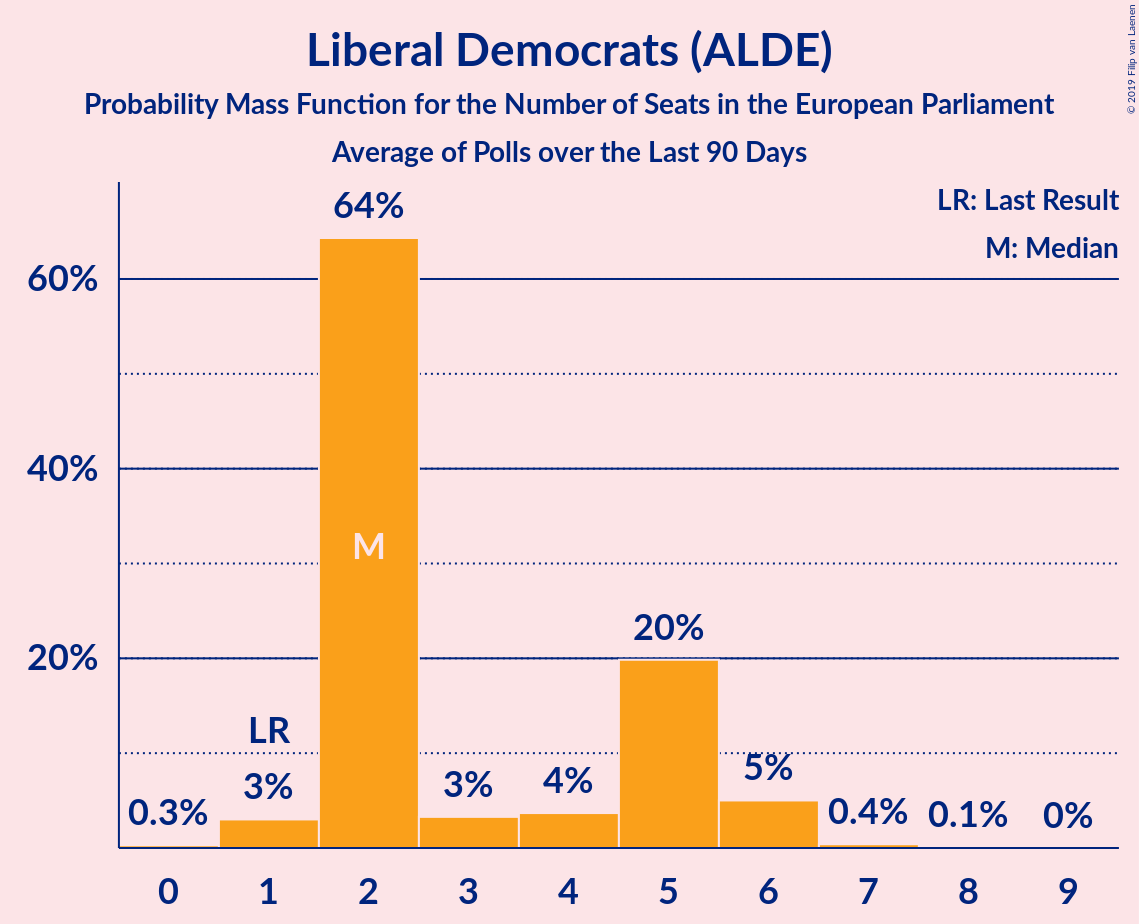 Liberal Democrats (ALDE)
Probability Mass Function for the Number of Seats in the European Parliament
Average of Polls over the Last 90 Days
© 2019 Filip van Laenen
LR: Last Result
M: Median
64%
60%
40%
M
20%
20%
LR
3%
3%
4%
5%
0.3%
0.4%
0.1%
0%
0 1 2 3 4 5 6 7 8 9